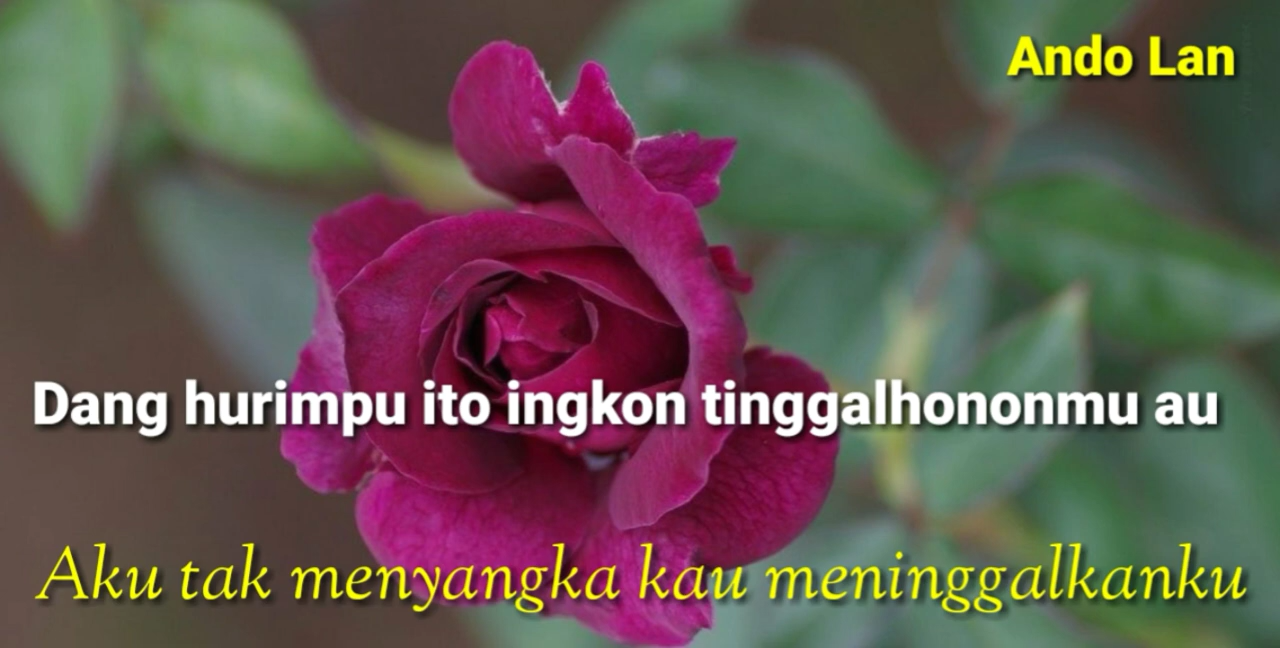 Ando Lan
Dang hurimpu ito ingkon tinggalhononmu au
Aku tak menyangka kau meninggalkanku